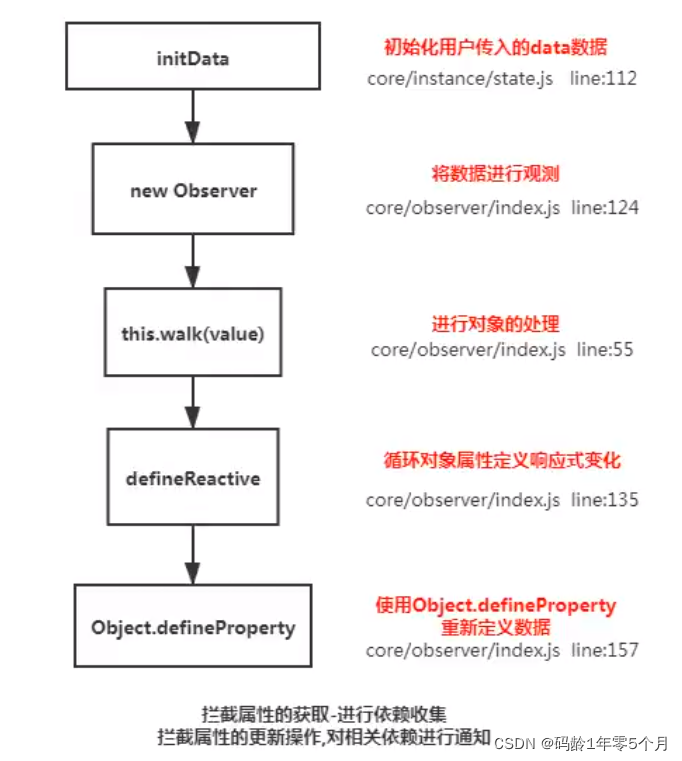 initData
初始化用户传入的data数据
core/instance/state.js line:112
new Observer
将数据进行观测
core/observer/index.js line:124
this.walk(value)
进行对象的处理
core/observer/index.js line:55
defineReactive
循环对象属性定义响应式变化
core/observer/index.js line:135
Object.defineProperty
使用Object.defineProperty
重新定义数据
core/observer/index.js line:157
拦截属性的获取-进行依赖收集
拦截属性的更新操作,对相关依赖进行通知
CSDN @码龄1年零5个月